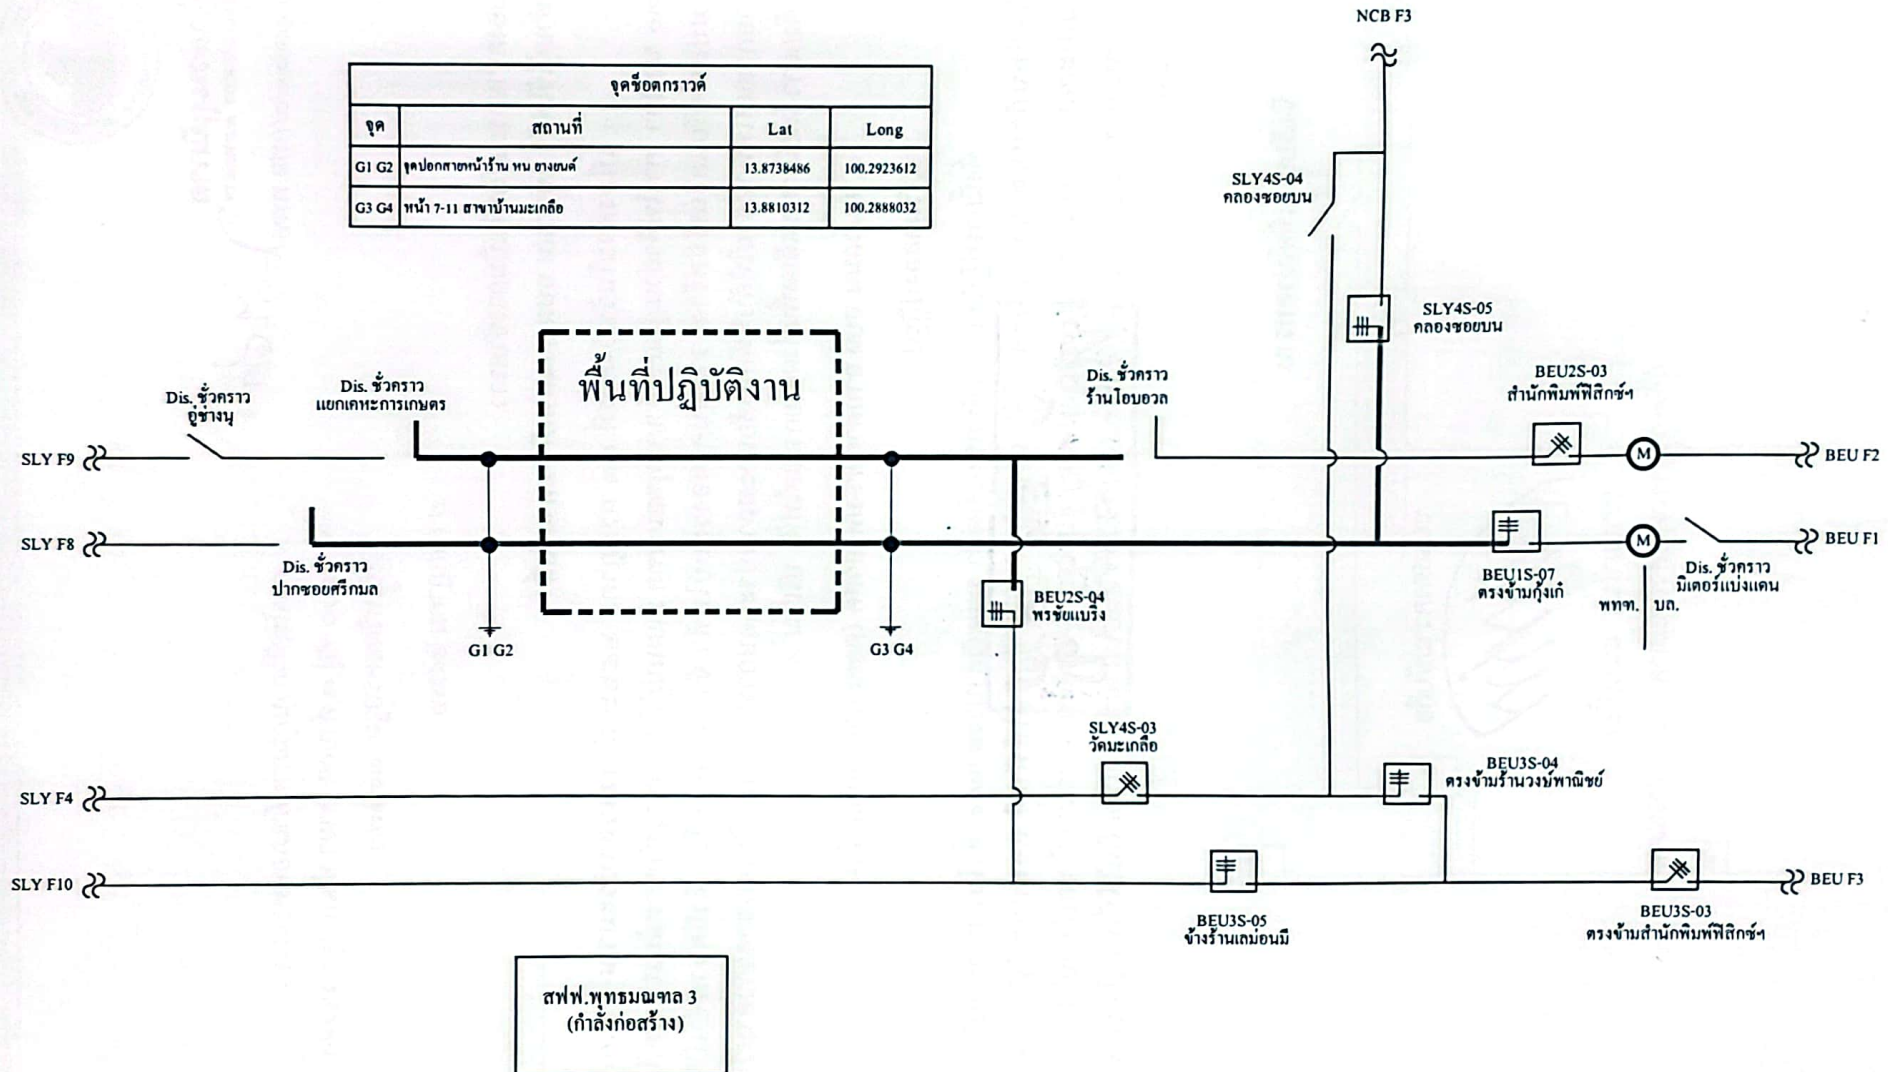 NCB F3
จุดช็อตกราวด์
จุด สถานที่ Lat Long
G1 G2 จุดปอกสายหน้าร้าน หน ยางยนต์ 13.8738486 100.2923612
G3 G4 หน้า 7-11 สาขาบ้านมะเกลือ 13.8810312 100.2888032
SLY4S-04
คลองซอยบน
SLY4S-05
คลองซอยบน
พื้นที่ปฏิบัติงาน
Dis. ชั่วคราว
อู่ช่างนุ
Dis. ชั่วคราว
แยกเคหะการเกษตร
Dis. ชั่วคราว
ร้านโอบอวล
BEU2S-03
สำนักพิมพ์ฟิสิกซ์ฯ
SLY F9
M
BEU F2
SLY F8
M
BEU F1
Dis. ชั่วคราว
ปากซอยศรีกมล
BEU1S-07
ตรงข้ามกุ้งเก้
Dis. ชั่วคราว
มิเตอร์แบ่งแดน
พทฑ. บถ.
BEU2S-04
พรชัยแบริ่ง
G1 G2
G3 G4
SLY4S-03
วัดมะเกลือ
BEU3S-04
ตรงข้ามร้านวงษ์พาณิชย์
SLY F4
SLY F10
BEU F3
BEU3S-05
ข้างร้านเลม่อนมี
BEU3S-03
ตรงข้ามสำนักพิมพ์ฟิสิกซ์ฯ
สฟฟ.พุทธมณฑล 3
(กำลังก่อสร้าง)